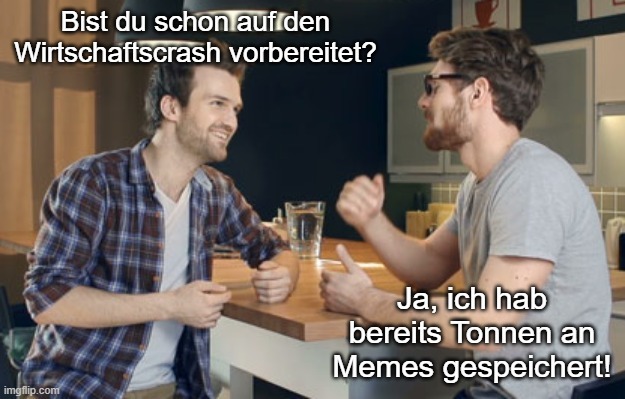 Bist du schon auf den
Wirtschaftscrash vorbereitet?
Ja, ich hab
bereits Tonnen an
Memes gespeichert!
imgflip.com